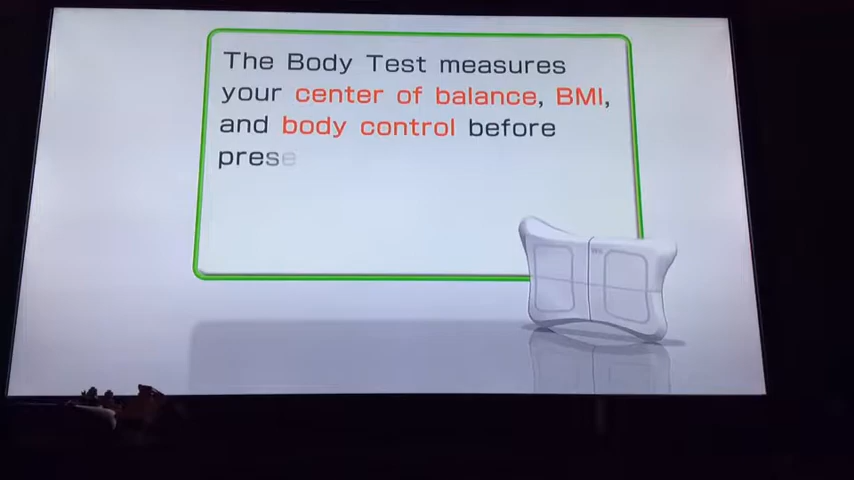 The Body Test measures
your center of balance, BMI,
and body control before
prese